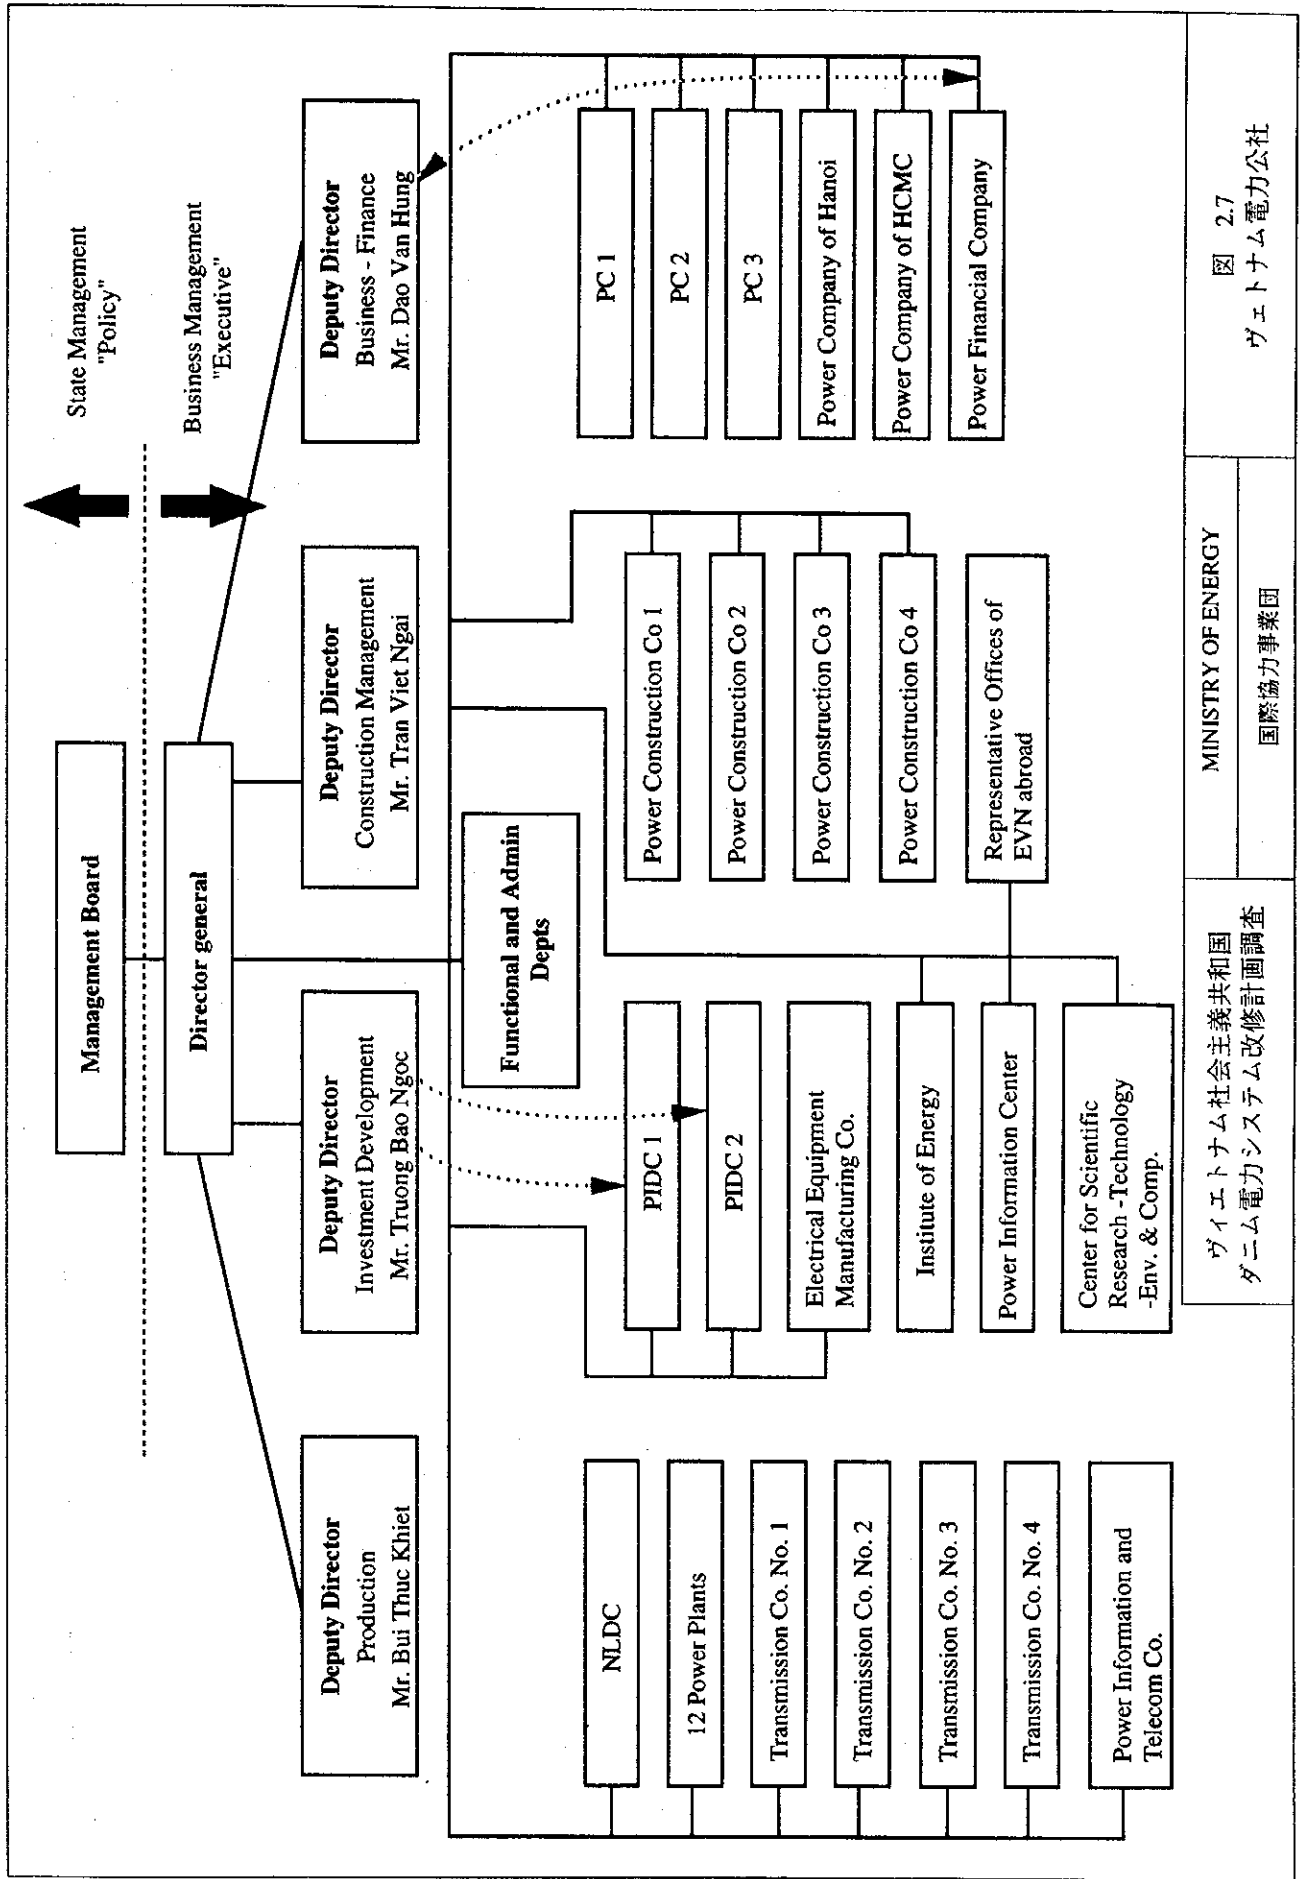 State Management
"Policy"
Business Management
"Executive"
Management Board
Director general
Deputy Director
Production
Mr. Bui Thuc Khiet
Deputy Director
Investment Development
Mr. Truong Bao Ngoc
Deputy Director
Construction Management
Mr. Tran Viet Ngai
Deputy Director
Business - Finance
Mr. Dao Van Hung
Functional and Admin
Depts
NLDC
12 Power Plants
Transmission Co. No. 1
Transmission Co. No. 2
Transmission Co. No. 3
Transmission Co. No. 4
Power Information and
Telecom Co.
PIDC 1
PIDC 2
Electrical Equipment
Manufacturing Co.
Institute of Energy
Power Information Center
Center for Scientific
Research -Technology
-Env. & Comp.
Power Construction Co 1
Power Construction Co 2
Power Construction Co 3
Power Construction Co 4
Representative Offices of
EVN abroad
PC 1
PC 2
PC 3
Power Company of Hanoi
Power Company of HCMC
Power Financial Company
ヴィエトナム社会主義共和国
ダニム電力システム改修計画調査
MINISTRY OF ENERGY
国際協力事業団
図 2.7
ヴェトナム電力公社